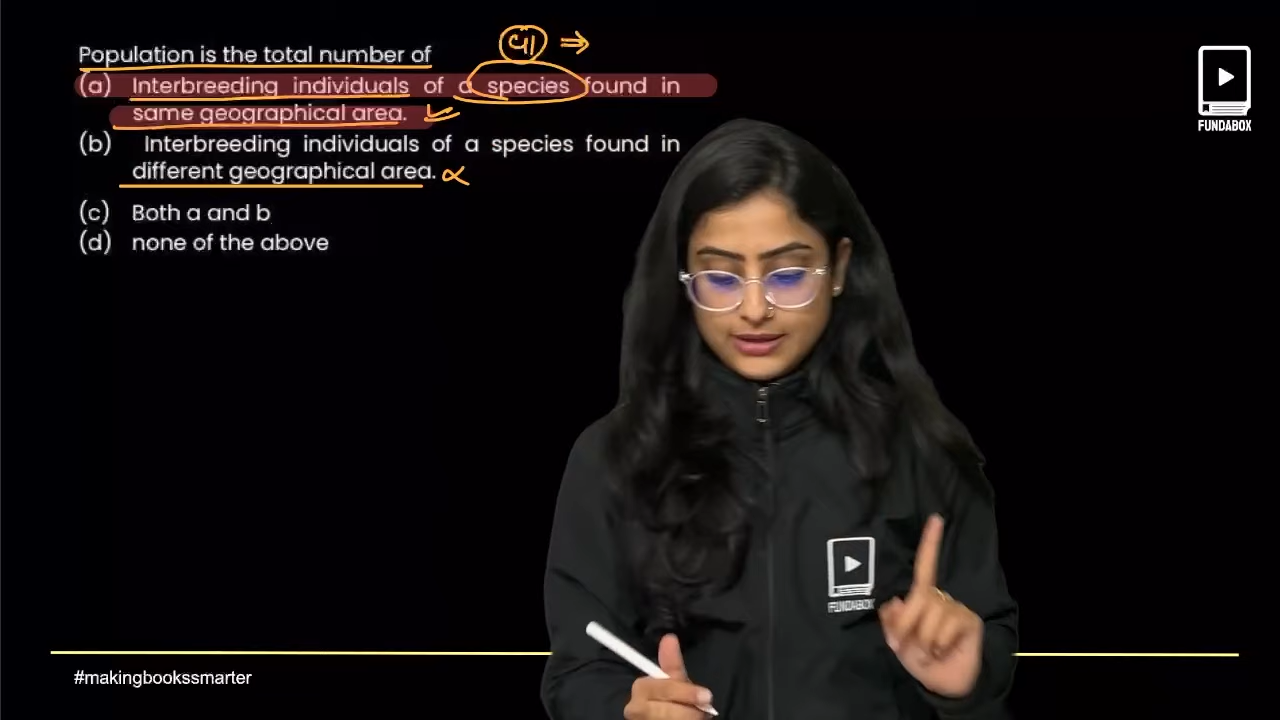 Population is the total number of
(a) Interbreeding individuals of a species found in
same geographical area.
(b) Interbreeding individuals of a species found in
different geographical area.
(c) Both a and b
(d) none of the above
FUNDABOX
FUNDABOX
#makingbookssmarter